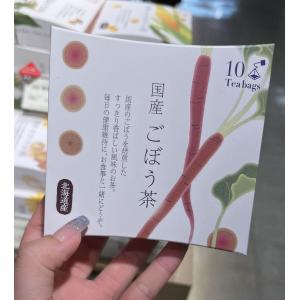 国産 ごぼう茶
国産のごぼうを焙煎した
すっきり香ばしい風味のお茶。
毎日の健康維持に、お食事と一緒にどうぞ。
北海道産
10
Teabags